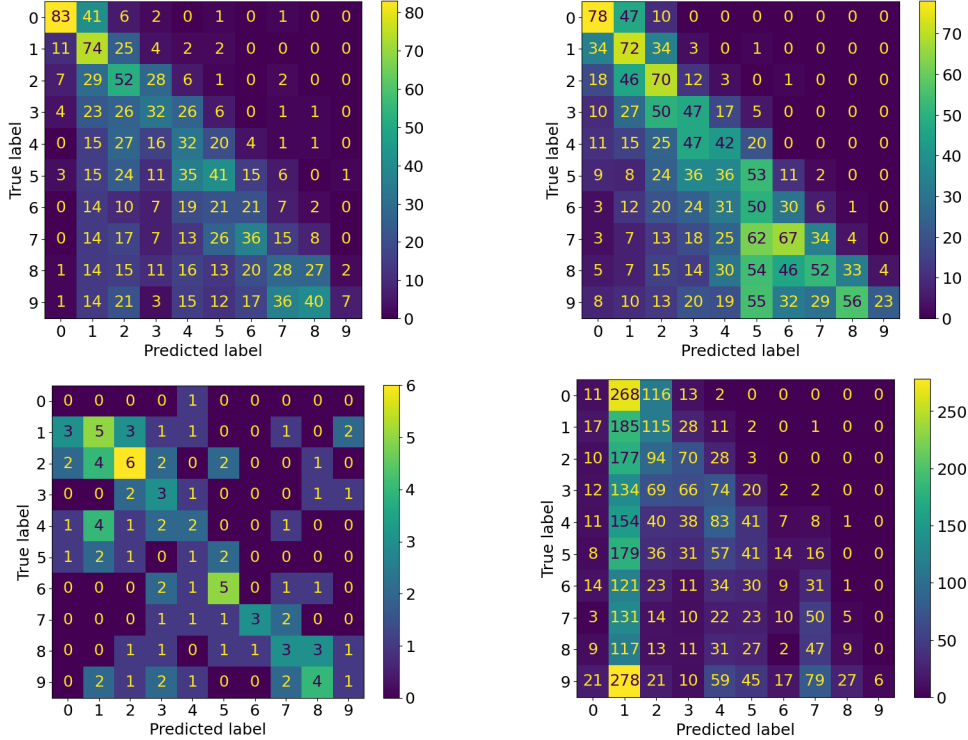 0 83 41 6 2 0 1 0 1 0 0
1 11 74 25 4 2 2 0 0 0 0
2 7 29 52 28 6 1 0 2 0 0
3 4 23 26 32 26 6 0 1 1 0
4 0 15 27 16 32 20 4 1 1 0
5 3 15 24 11 35 41 15 6 0 1
6 0 14 10 7 19 21 21 7 2 0
7 0 14 17 7 13 26 36 15 8 0
8 1 14 15 11 16 13 20 28 27 2
9 1 14 21 3 15 12 17 36 40 7
0 1 2 3 4 5 6 7 8 9
Predicted label
True label
80
70
60
50
40
30
20
10
0
0 78 47 10 0 0 0 0 0 0 0
1 34 72 34 3 0 1 0 0 0 0
2 18 46 70 12 3 0 1 0 0 0
3 10 27 50 47 17 5 0 0 0 0
4 11 15 25 47 42 20 0 0 0 0
5 9 8 24 36 36 53 11 2 0 0
6 3 12 20 24 31 50 30 6 1 0
7 3 7 13 18 25 62 67 34 4 0
8 5 7 15 14 30 54 46 52 33 4
9 8 10 13 20 19 55 32 29 56 23
0 1 2 3 4 5 6 7 8 9
Predicted label
True label
70
60
50
40
30
20
10
0
0 0 0 0 0 1 0 0 0 0 0
1 3 5 3 1 1 0 0 1 0 2
2 2 4 6 2 0 2 0 0 1 0
3 0 0 2 3 1 0 0 0 1 1
4 1 4 1 2 2 0 0 1 0 0
5 1 2 1 0 1 2 0 0 0 0
6 0 0 0 2 1 5 0 1 1 0
7 0 0 0 1 1 1 3 2 0 0
8 0 0 1 1 0 1 1 3 3 1
9 0 2 1 2 1 0 0 2 4 1
0 1 2 3 4 5 6 7 8 9
Predicted label
True label
6
5
4
3
2
1
0
0 11 268 116 13 2 0 0 0 0 0
1 17 185 115 28 11 2 0 1 0 0
2 10 177 94 70 28 3 0 0 0 0
3 12 134 69 66 74 20 2 2 0 0
4 11 154 40 38 83 41 7 8 1 0
5 8 179 36 31 57 41 14 16 0 0
6 14 121 23 11 34 30 9 31 1 0
7 3 131 14 10 22 23 10 50 5 0
8 9 117 13 11 31 27 2 47 9 0
9 21 278 21 10 59 45 17 79 27 6
0 1 2 3 4 5 6 7 8 9
Predicted label
True label
250
200
150
100
50
0